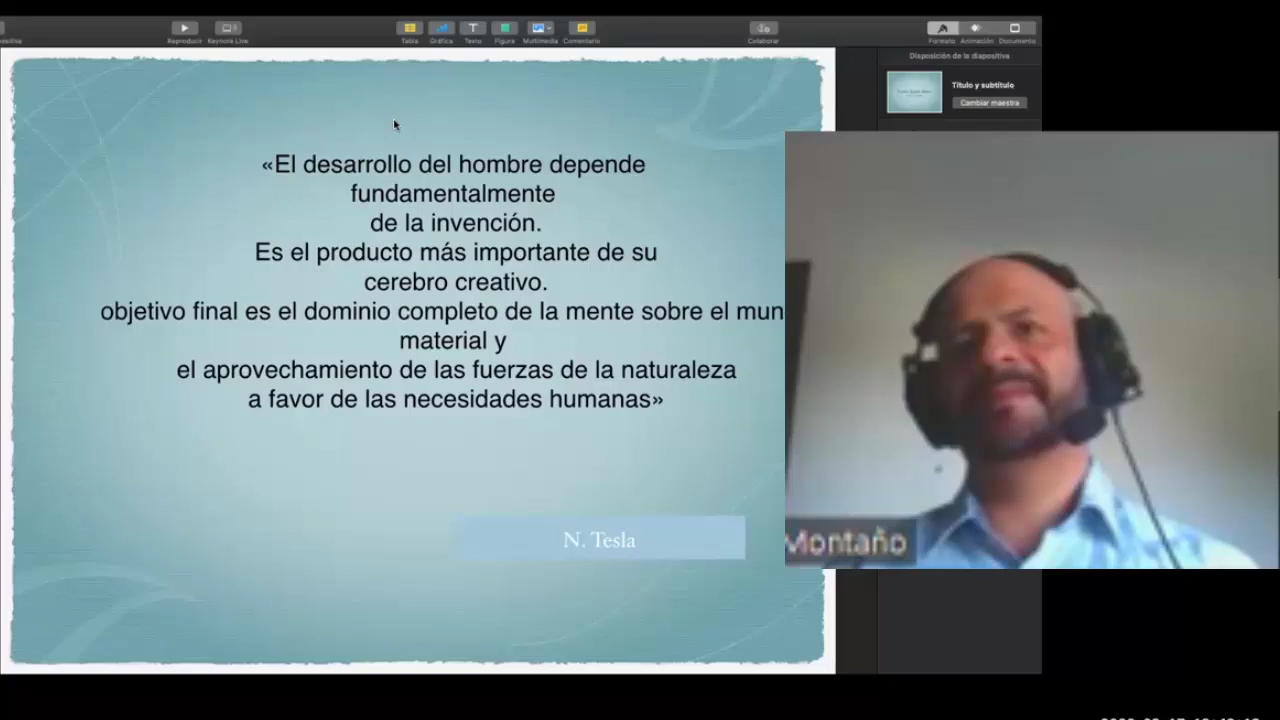 Reproducir
Keynote Live
Tabla
Gráfica
Texto
Figura
Multimedia
Comentario
Colaborar
Formato
Animación
Documento
Disposición de la diapositiva
Título y subtítulo
Cambiar maestra
«El desarrollo del hombre depende
fundamentalmente
de la invención.
Es el producto más importante de su
cerebro creativo.
objetivo final es el dominio completo de la mente sobre el mun
material y
el aprovechamiento de las fuerzas de la naturaleza
a favor de las necesidades humanas»
N. Tesla
Montaño